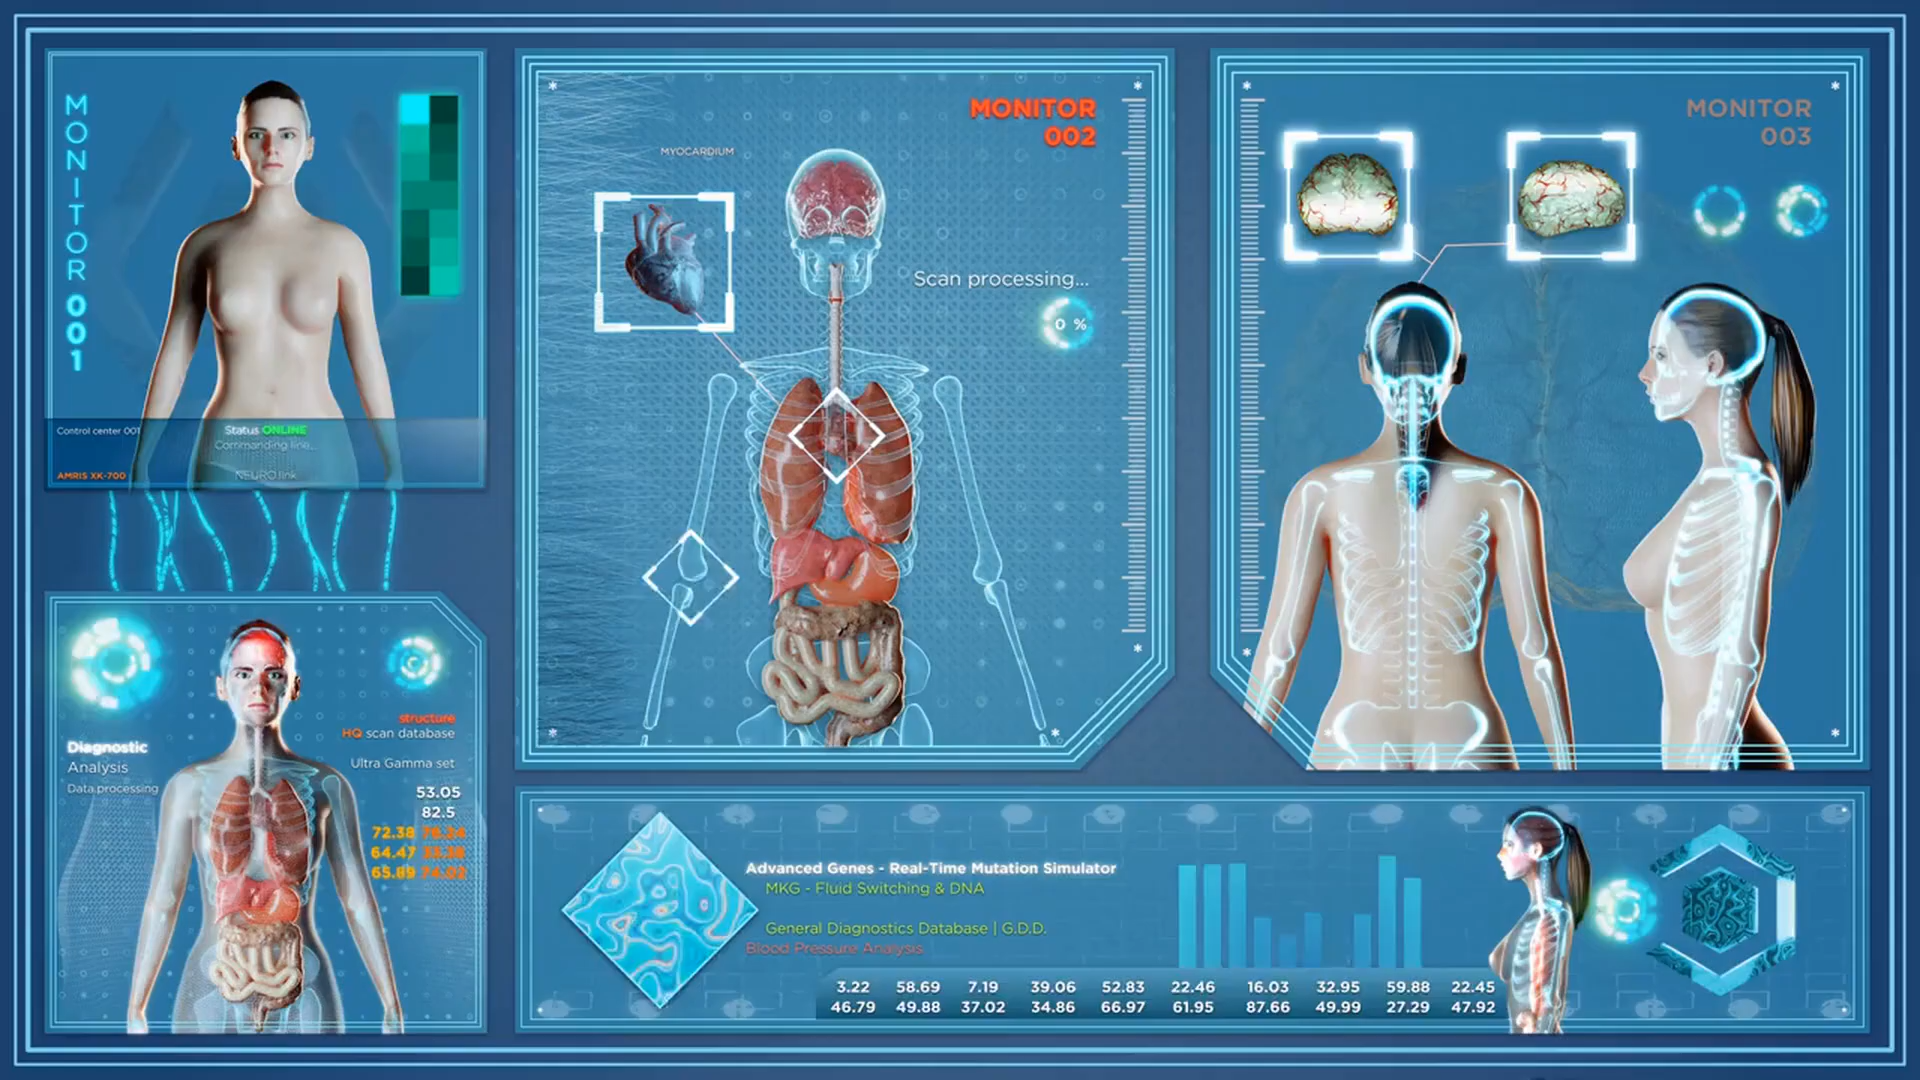 MONITOR 001
Control center 001
Status ONLINE
Commanding line...
AMRIS XK-700
NEURO link
Diagnostic
Analysis
Data processing
structure
HQ scan database
Ultra Gamma set
53.05
82.5
72.38
64.47
65.89
MONITOR
002
MYOCARDIUM
Scan processing...
0 %
MONITOR
003
Advanced Genes - Real-Time Mutation Simulator
MKG - Fluid Switching & DNA
General Diagnostics Database | G.D.D.
Blood Pressure Analysis
3.22 58.69 7.19 39.06 52.83 22.46 16.03 32.95 59.88 22.45
46.79 49.88 37.02 34.86 66.97 61.95 87.66 49.99 27.29 47.92